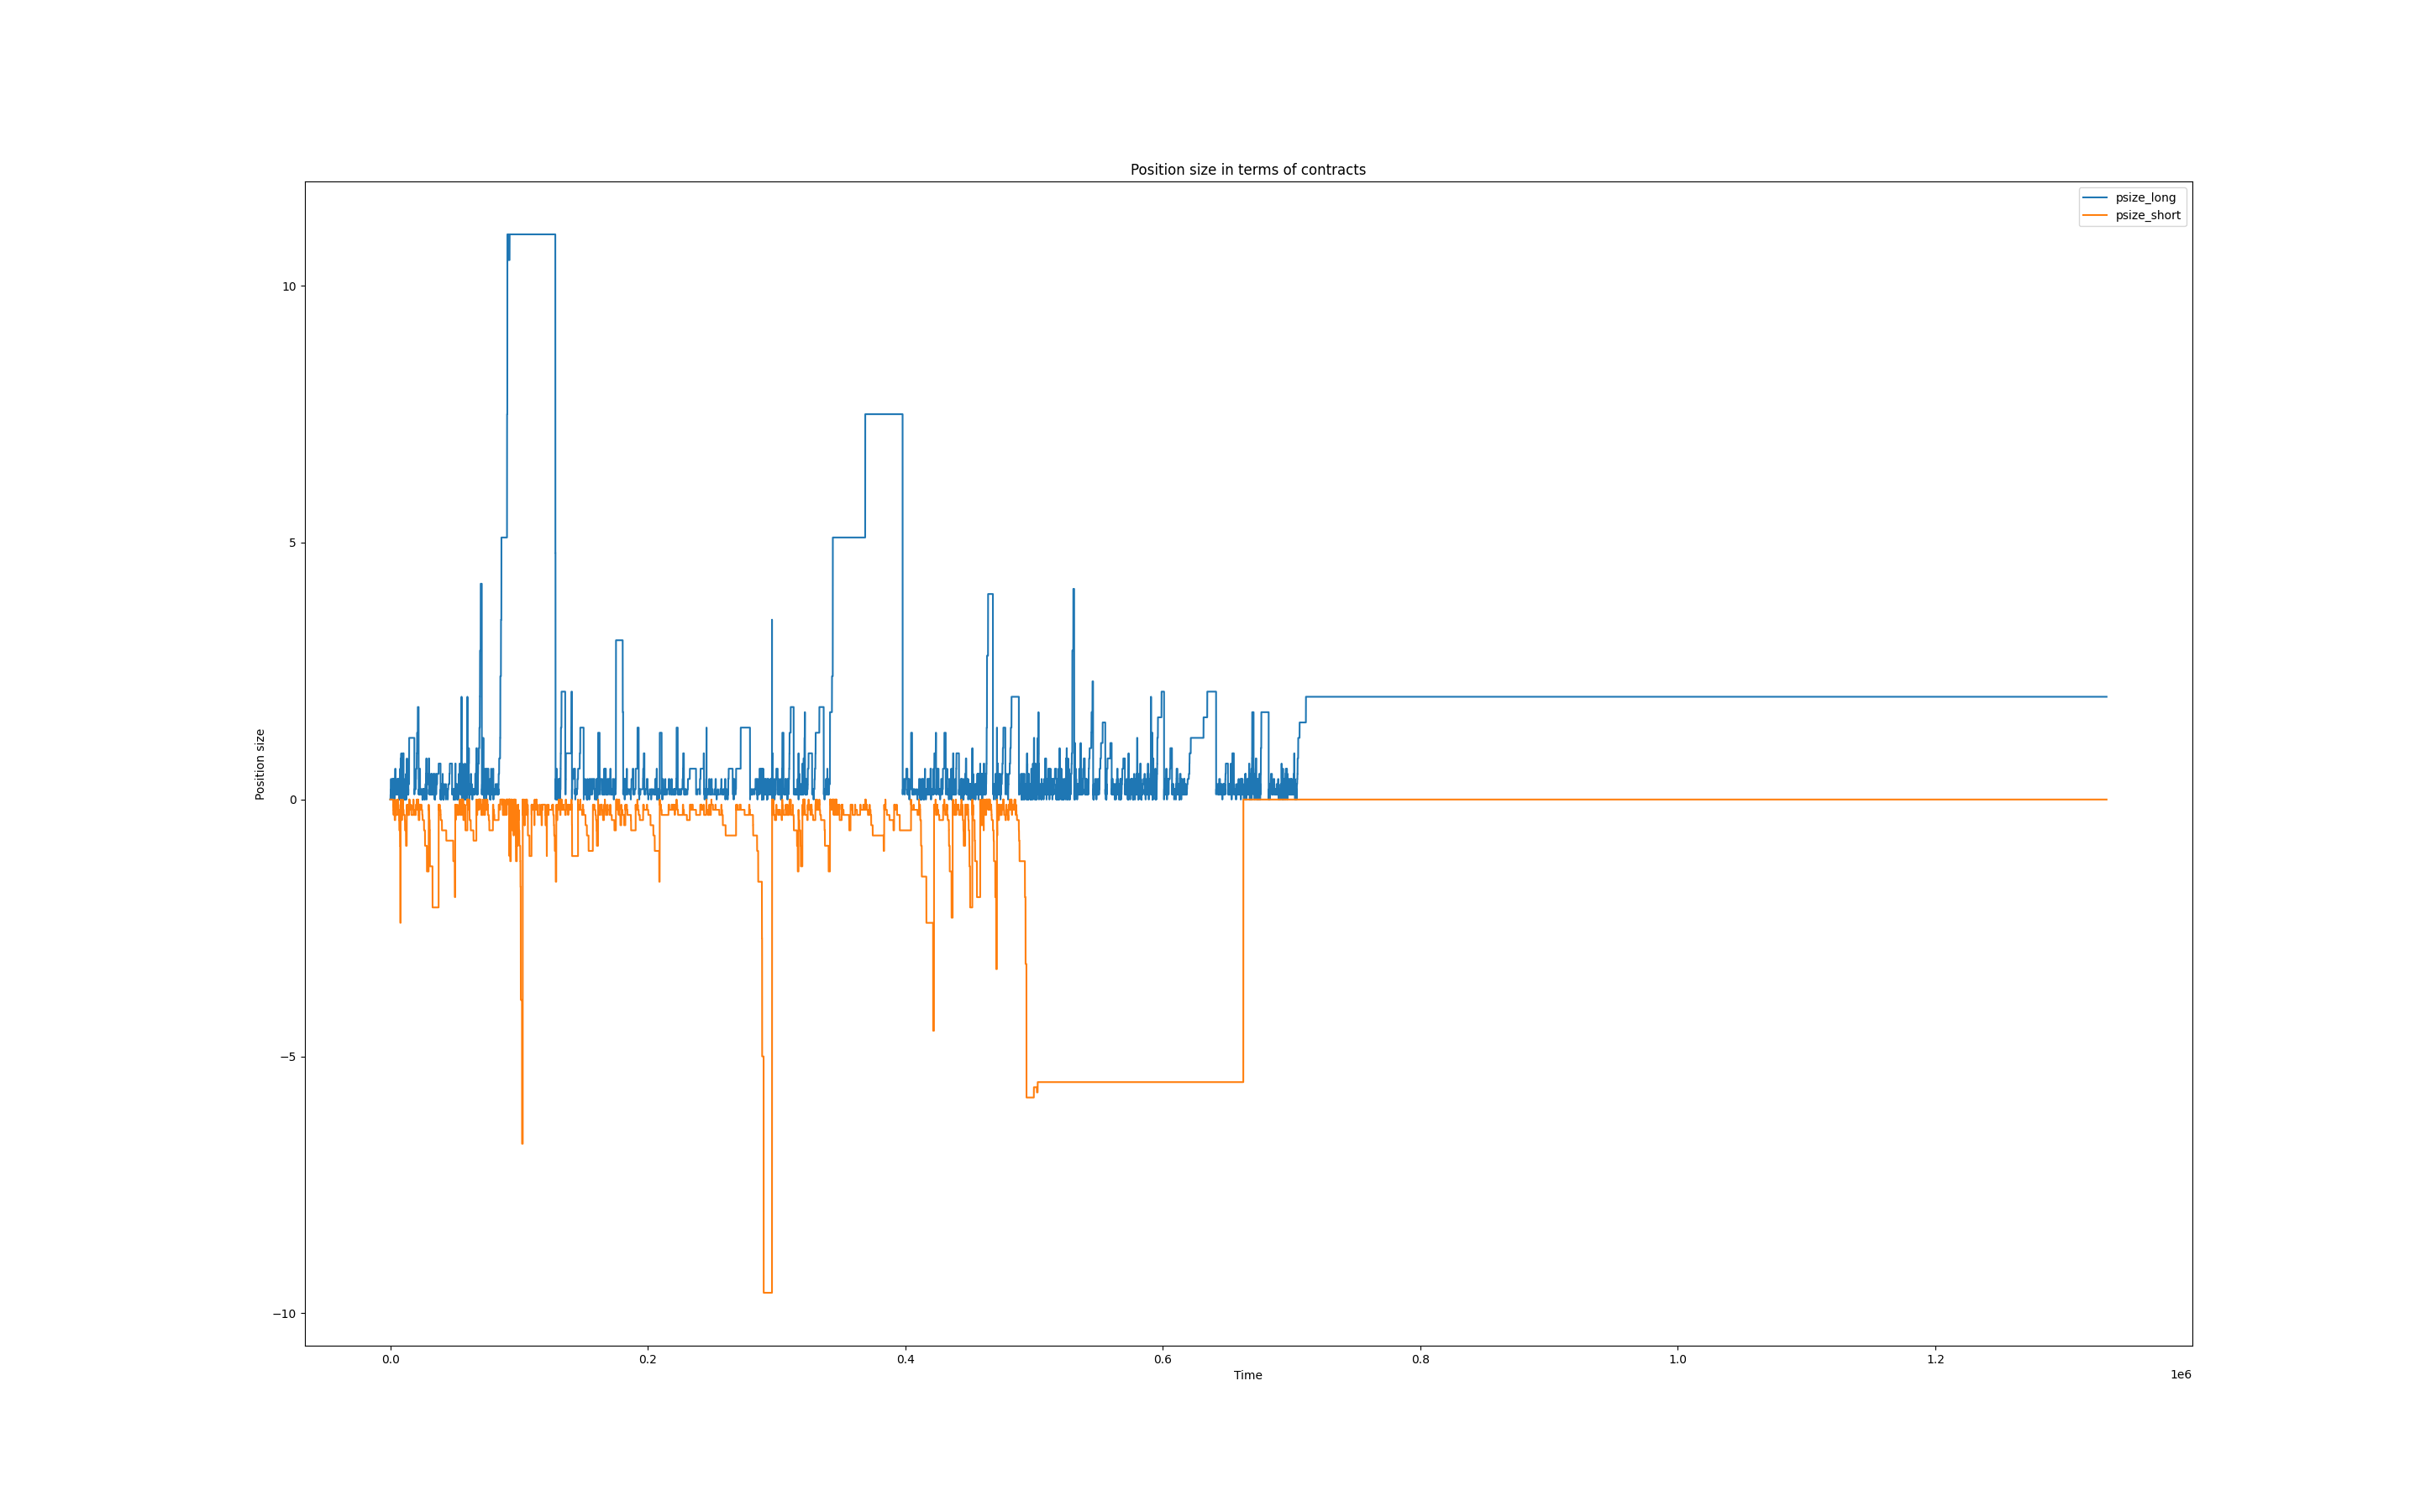 Position size in terms of contracts
psize_long
psize_short
10
5
0
−5
−10
Position size
0.0 0.2 0.4 0.6 0.8 1.0 1.2
Time
1e6